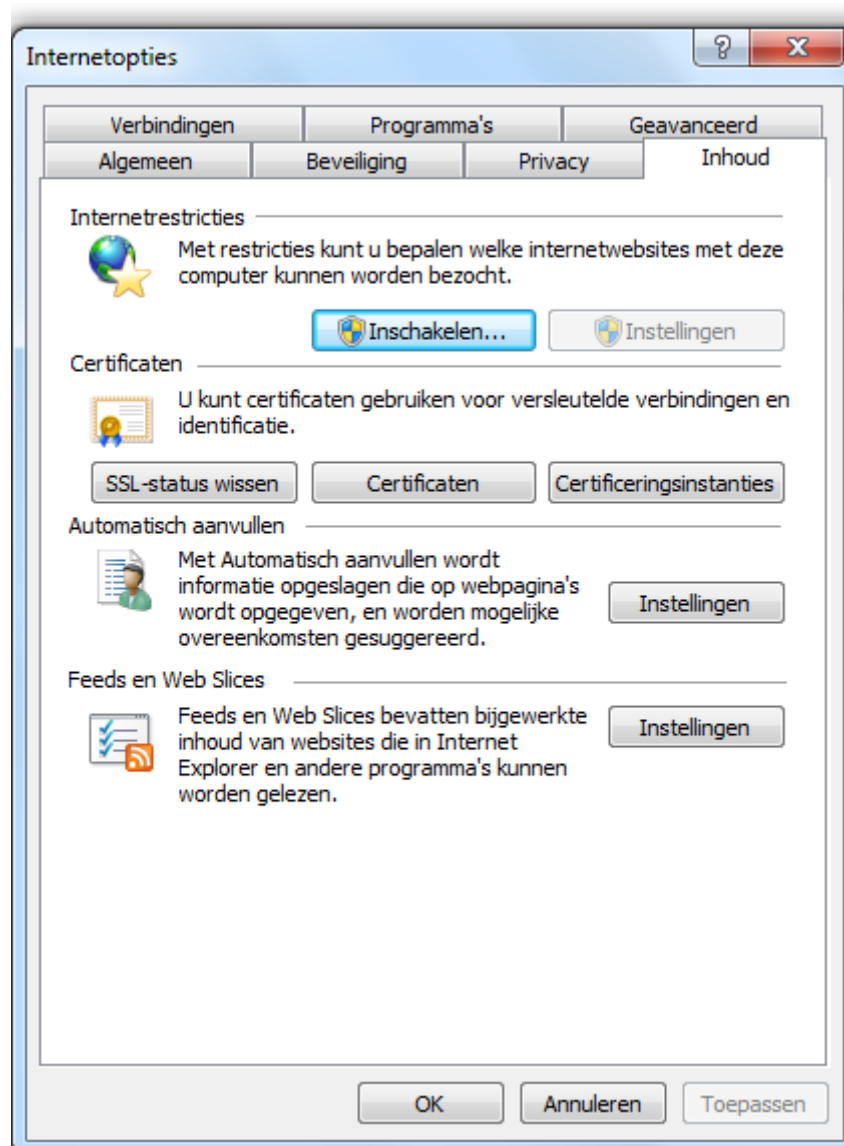 Internetopties
Verbindingen Programma's Geavanceerd
Algemeen Beveiliging Privacy Inhoud
Internetrestricties
Met restricties kunt u bepalen welke internetwebsites met deze
computer kunnen worden bezocht.
Inschakelen... Instellingen
Certificaten
U kunt certificaten gebruiken voor versleutelde verbindingen en
identificatie.
SSL-status wissen Certificaten Certificeringsinstanties
Automatisch aanvullen
Met Automatisch aanvullen wordt
informatie opgeslagen die op webpagina's
wordt opgegeven, en worden mogelijke
overeenkomsten gesuggereerd.
Instellingen
Feeds en Web Slices
Feeds en Web Slices bevatten bijgewerkte
inhoud van websites die in Internet
Explorer en andere programma's kunnen
worden gelezen.
Instellingen
OK Annuleren Toepassen